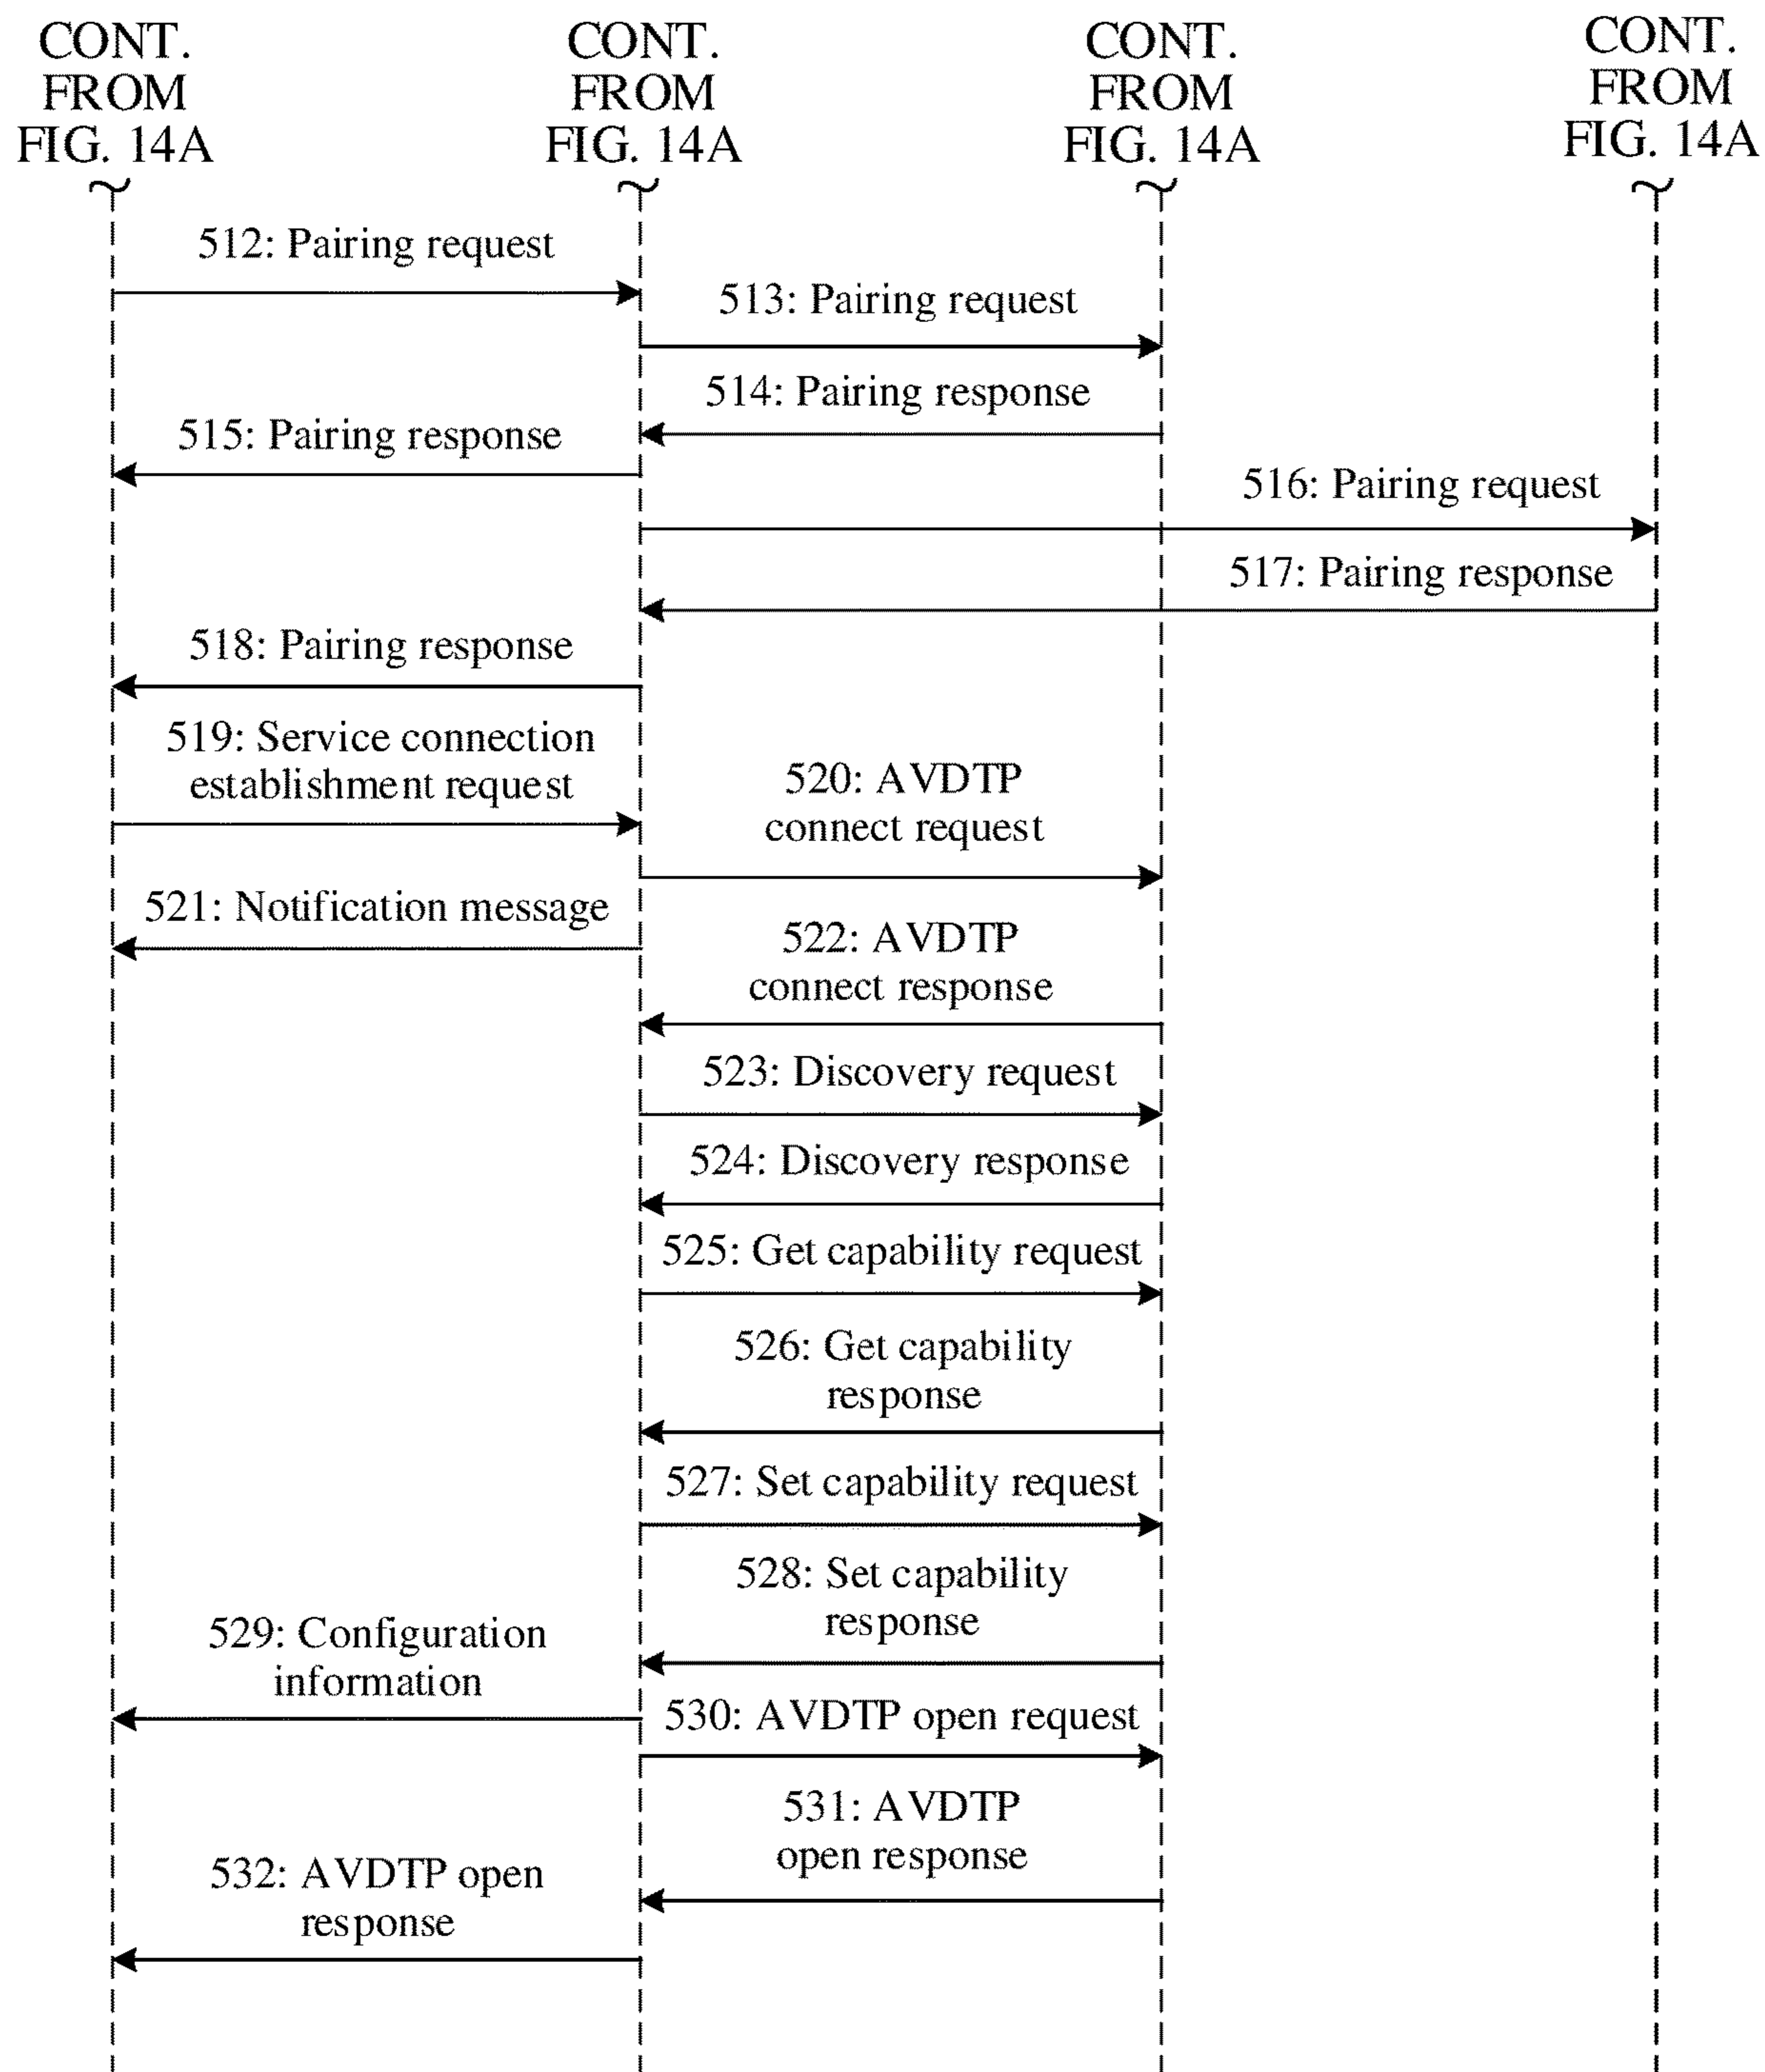 CONT.
FROM
FIG. 14A
CONT.
FROM
FIG. 14A
CONT.
FROM
FIG. 14A
CONT.
FROM
FIG. 14A
512: Pairing request
513: Pairing request
514: Pairing response
515: Pairing response
516: Pairing request
517: Pairing response
518: Pairing response
519: Service connection
establishment request
520: AVDTP
connect request
521: Notification message
522: AVDTP
connect response
523: Discovery request
524: Discovery response
525: Get capability request
526: Get capability
response
527: Set capability request
528: Set capability
response
529: Configuration
information
530: AVDTP open request
531: AVDTP
open response
532: AVDTP open
response